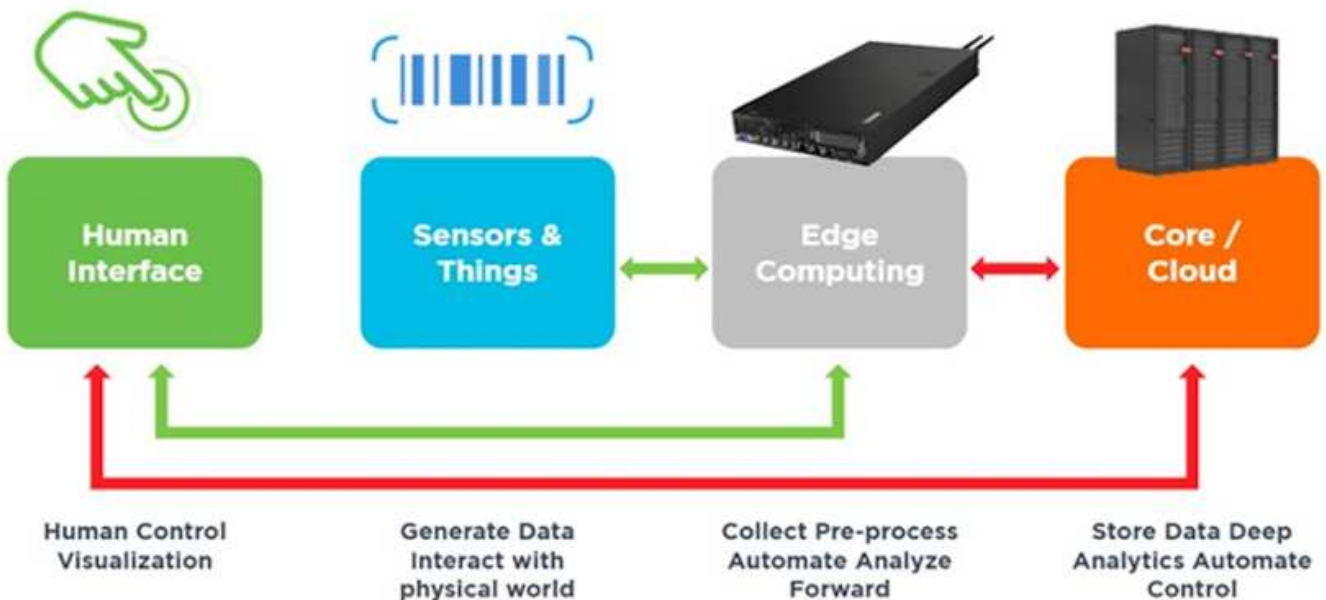 Human
Interface
Sensors &
Things
Edge
Computing
Core /
Cloud
Human Control
Visualization
Generate Data
Interact with
physical world
Collect Pre-process
Automate Analyze
Forward
Store Data Deep
Analytics Automate
Control